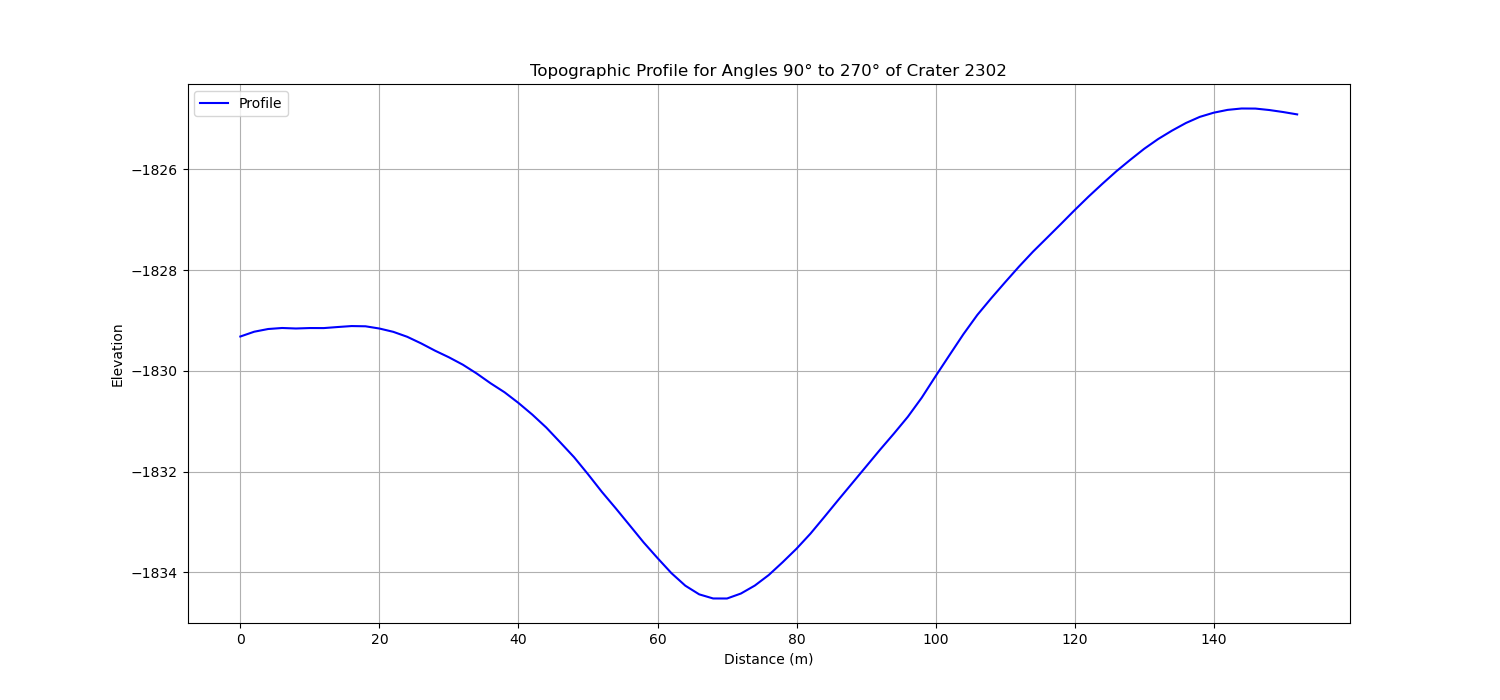 Topographic Profile for Angles 90° to 270° of Crater 2302
Profile
Elevation
−1826
−1828
−1830
−1832
−1834
0 20 40 60 80 100 120 140
Distance (m)